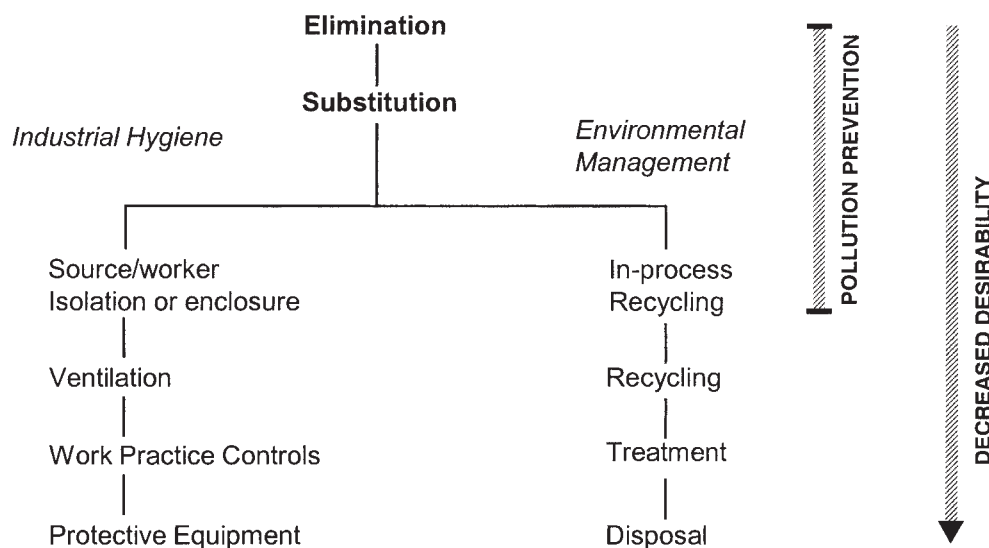 Elimination
Substitution
Industrial Hygiene
Environmental
Management
Source/worker
Isolation or enclosure
In-process
Recycling
Ventilation
Recycling
Work Practice Controls
Treatment
Protective Equipment
Disposal
POLLUTION PREVENTION
DECREASED DESIRABILITY